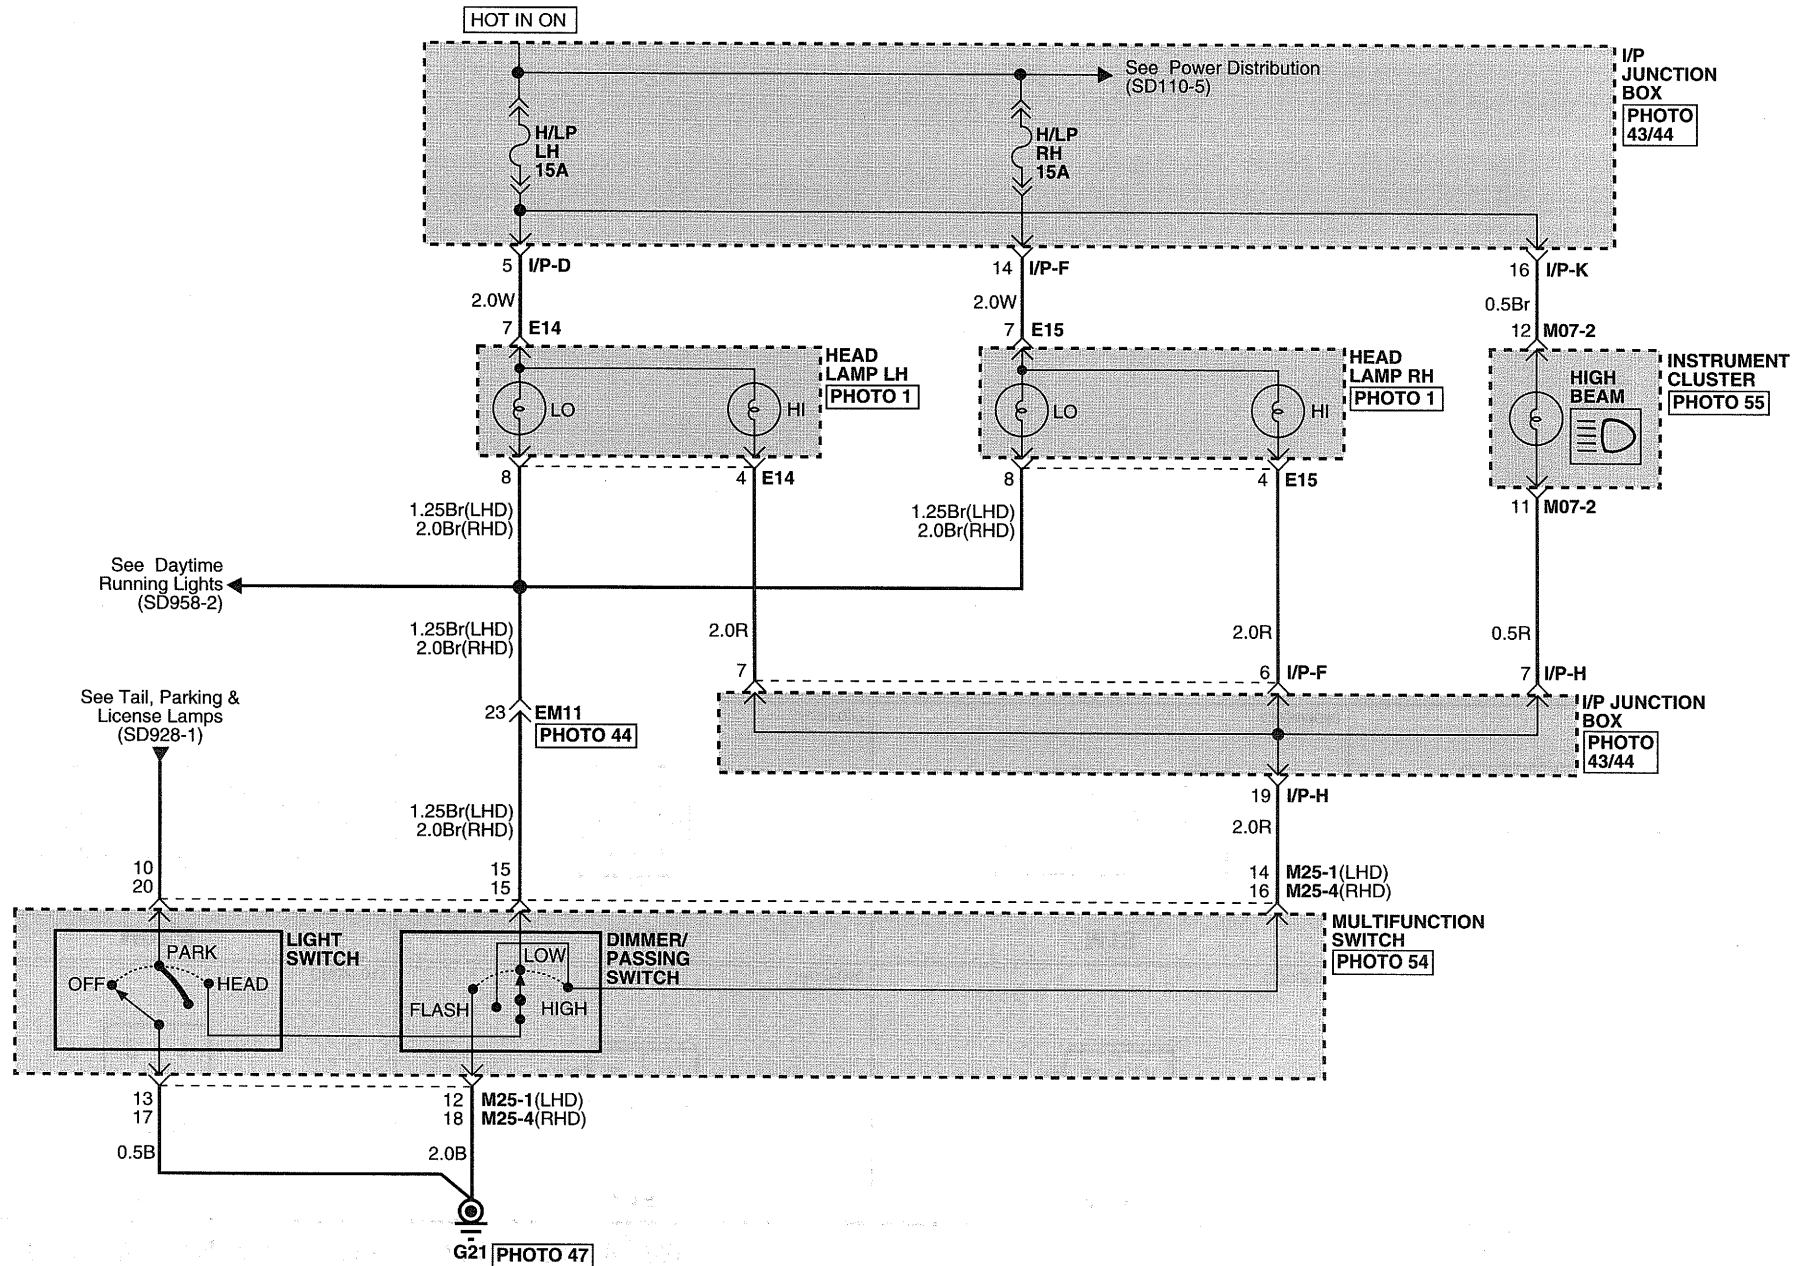 HOT IN ON
See Power Distribution
(SD110-5)
I/P
JUNCTION
BOX
PHOTO
43/44
H/LP
LH
15A
H/LP
RH
15A
5 I/P-D
14 I/P-F
16 I/P-K
2.0W
2.0W
0.5Br
7 E14
7 E15
12 M07-2
HEAD
LAMP LH
PHOTO 1
LO
HI
HEAD
LAMP RH
PHOTO 1
LO
HI
INSTRUMENT
CLUSTER
PHOTO 55
HIGH
BEAM
8
4 E14
8
4 E15
11 M07-2
1.25Br(LHD)
2.0Br(RHD)
1.25Br(LHD)
2.0Br(RHD)
See Daytime
Running Lights
(SD958-2)
1.25Br(LHD)
2.0Br(RHD)
2.0R
2.0R
0.5R
7
6 I/P-F
7 I/P-H
See Tail, Parking &
License Lamps
(SD928-1)
23 EM11
PHOTO 44
I/P JUNCTION
BOX
PHOTO
43/44
19 I/P-H
2.0R
1.25Br(LHD)
2.0Br(RHD)
10
20
15
15
14 M25-1(LHD)
16 M25-4(RHD)
MULTIFUNCTION
SWITCH
PHOTO 54
LIGHT
SWITCH
PARK
OFF
HEAD
DIMMER/
PASSING
SWITCH
LOW
FLASH
HIGH
13
17
12 M25-1(LHD)
18 M25-4(RHD)
0.5B
2.0B
G21 PHOTO 47